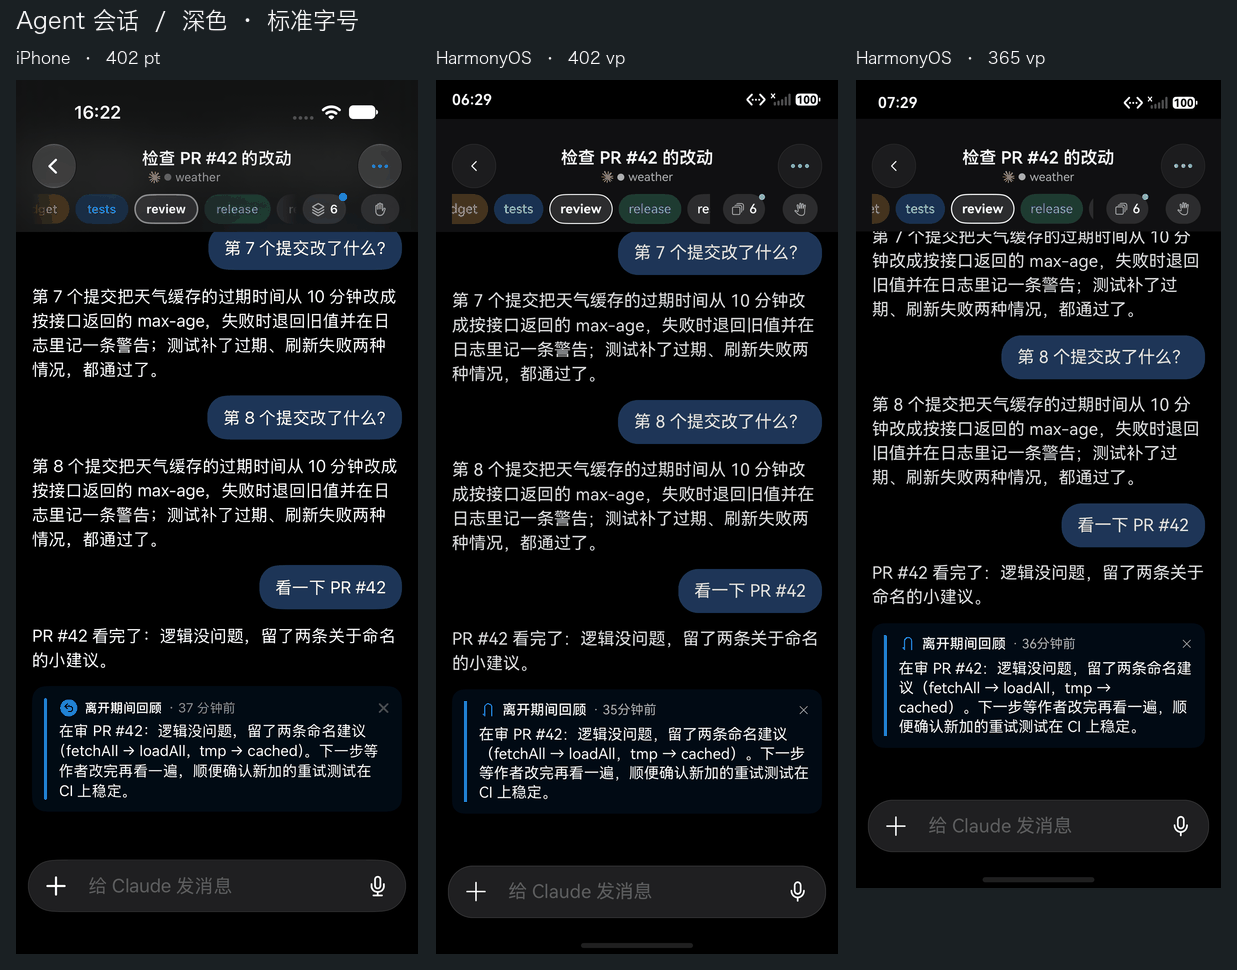 Agent 会话 / 深色 · 标准字号
iPhone · 402 pt
16:22
检查 PR #42 的改动
weather
tests
review
release
6
第 7 个提交改了什么？
第 7 个提交把天气缓存的过期时间从 10 分钟改成
按接口返回的 max-age，失败时退回旧值并在日
志里记一条警告；测试补了过期、刷新失败两种
情况，都通过了。
第 8 个提交改了什么？
第 8 个提交把天气缓存的过期时间从 10 分钟改成
按接口返回的 max-age，失败时退回旧值并在日
志里记一条警告；测试补了过期、刷新失败两种
情况，都通过了。
看一下 PR #42
PR #42 看完了：逻辑没问题，留了两条关于命名
的小建议。
离开期间回顾 · 37 分钟前
在审 PR #42：逻辑没问题，留了两条命名建议
（fetchAll → loadAll，tmp → cached）。下一步等
作者改完再看一遍，顺便确认新加的重试测试在
CI 上稳定。
给 Claude 发消息
HarmonyOS · 402 vp
06:29
100
检查 PR #42 的改动
weather
dget
tests
review
release
re
6
第 7 个提交改了什么？
第 7 个提交把天气缓存的过期时间从 10 分钟改
成按接口返回的 max-age，失败时退回旧值并在
日志里记一条警告；测试补了过期、刷新失败两
种情况，都通过了。
第 8 个提交改了什么？
第 8 个提交把天气缓存的过期时间从 10 分钟改
成按接口返回的 max-age，失败时退回旧值并在
日志里记一条警告；测试补了过期、刷新失败两
种情况，都通过了。
看一下 PR #42
PR #42 看完了：逻辑没问题，留了两条关于命名
的小建议。
离开期间回顾 · 35分钟前
在审 PR #42：逻辑没问题，留了两条命名建议
（fetchAll → loadAll，tmp → cached）。下一步
等作者改完再看一遍，顺便确认新加的重试测试在
CI 上稳定。
给 Claude 发消息
HarmonyOS · 365 vp
07:29
100
检查 PR #42 的改动
weather
et
tests
review
release
6
第 7 个提交把天气缓存的过期时间从 10 分
钟改成按接口返回的 max-age，失败时退回
旧值并在日志里记一条警告；测试补了过
期、刷新失败两种情况，都通过了。
第 8 个提交改了什么？
第 8 个提交把天气缓存的过期时间从 10 分
钟改成按接口返回的 max-age，失败时退回
旧值并在日志里记一条警告；测试补了过
期、刷新失败两种情况，都通过了。
看一下 PR #42
PR #42 看完了：逻辑没问题，留了两条关于
命名的小建议。
离开期间回顾 · 36分钟前
在审 PR #42：逻辑没问题，留了两条命名建
议（fetchAll → loadAll，tmp →
cached）。下一步等作者改完再看一遍，顺
便确认新加的重试测试在 CI 上稳定。
给 Claude 发消息